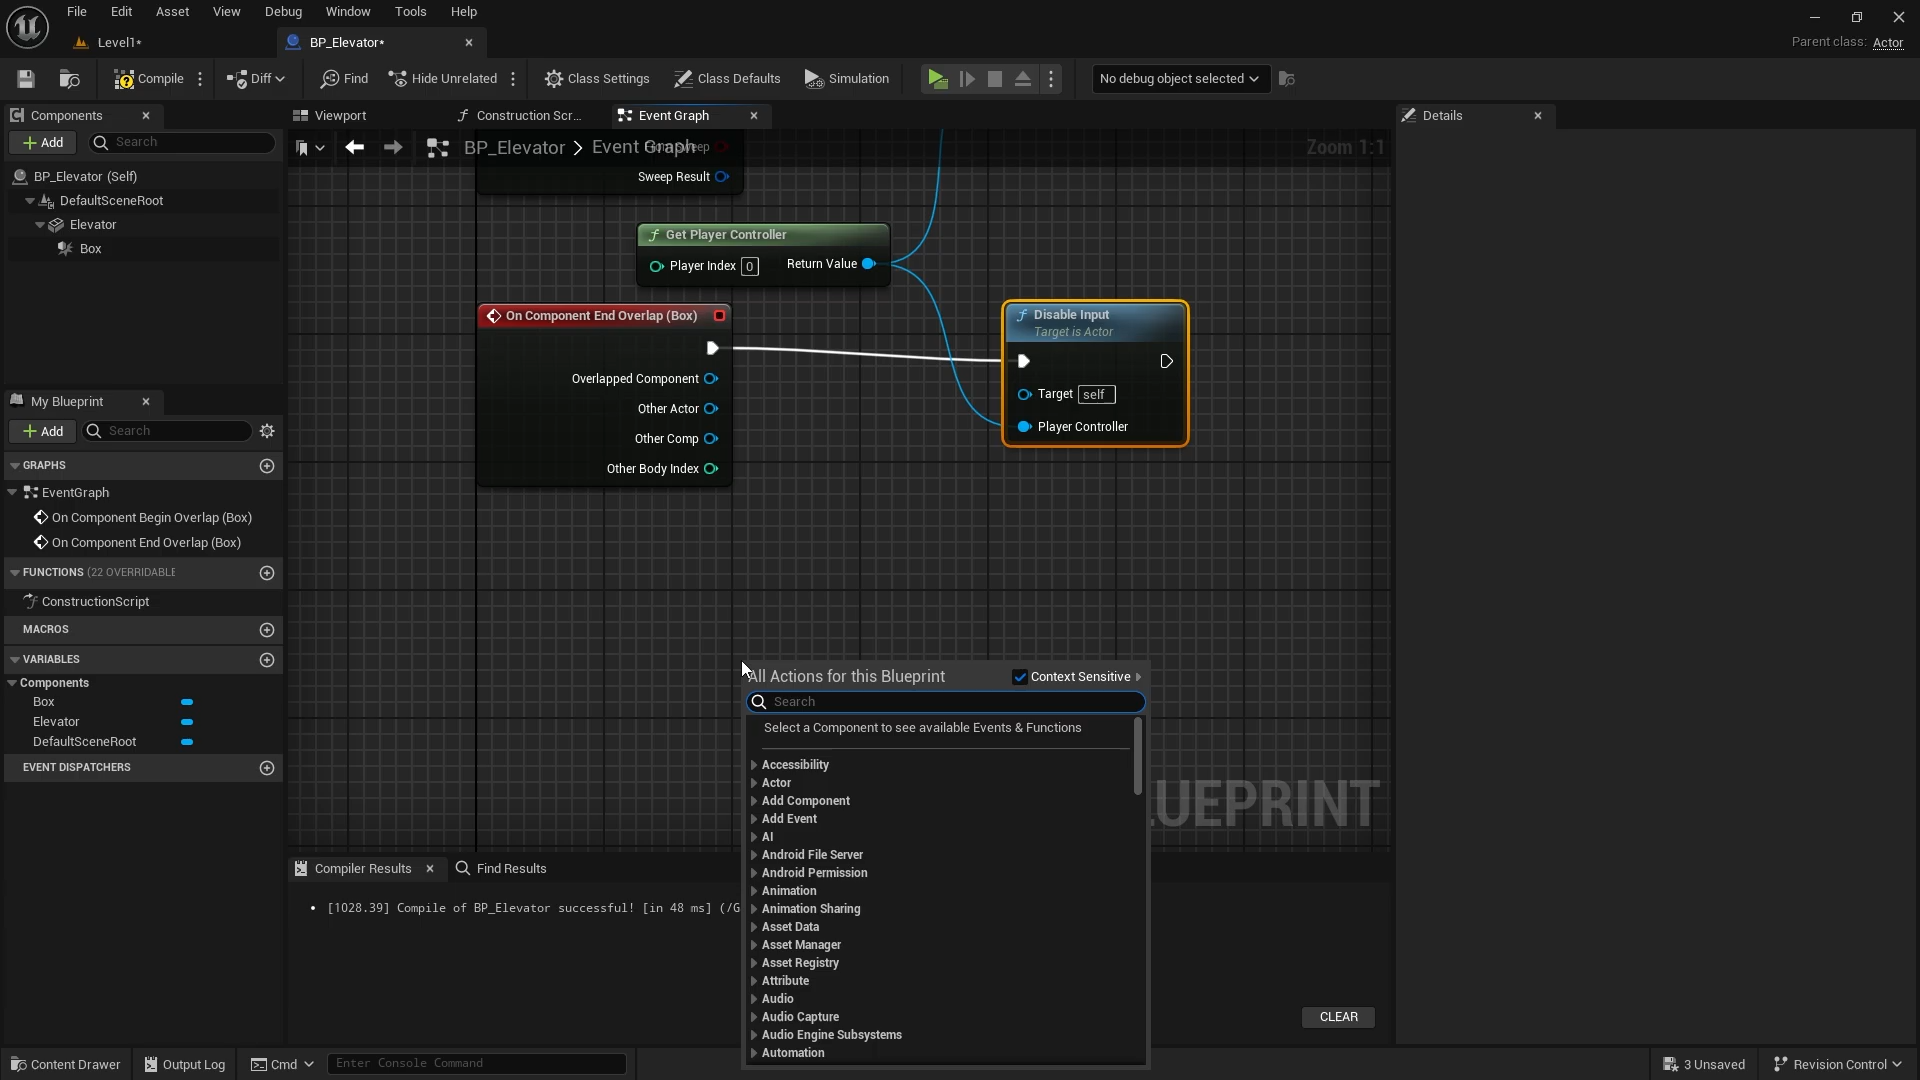 File Edit Asset View Debug Window Tools Help
Level1*
BP_Elevator*
Parent class: Actor
Compile
Diff
Find
Hide Unrelated
Class Settings
Class Defaults
Simulation
No debug object selected
Components
Add
Search
BP_Elevator (Self)
DefaultSceneRoot
Elevator
Box
My Blueprint
Add
Search
GRAPHS
EventGraph
On Component Begin Overlap (Box)
On Component End Overlap (Box)
FUNCTIONS (22 OVERRIDABLE
ConstructionScript
MACROS
VARIABLES
Components
Box
Elevator
DefaultSceneRoot
EVENT DISPATCHERS
Viewport
Construction Scr...
Event Graph
BP_Elevator > Event Graph
Zoom 1:1
Sweep Result
Get Player Controller
Player Index 0
Return Value
On Component End Overlap (Box)
Overlapped Component
Other Actor
Other Comp
Other Body Index
Disable Input
Target is Actor
Target self
Player Controller
All Actions for this Blueprint
Context Sensitive
Search
Select a Component to see available Events & Functions
Accessibility
Actor
Add Component
Add Event
AI
Android File Server
Android Permission
Animation
Animation Sharing
Asset Data
Asset Manager
Asset Registry
Attribute
Audio
Audio Capture
Audio Engine Subsystems
Automation
UEPRINT
Compiler Results
Find Results
[1028.39] Compile of BP_Elevator successful! [in 48 ms] (/G
CLEAR
Details
Content Drawer
Output Log
Cmd
Enter Console Command
3 Unsaved
Revision Control